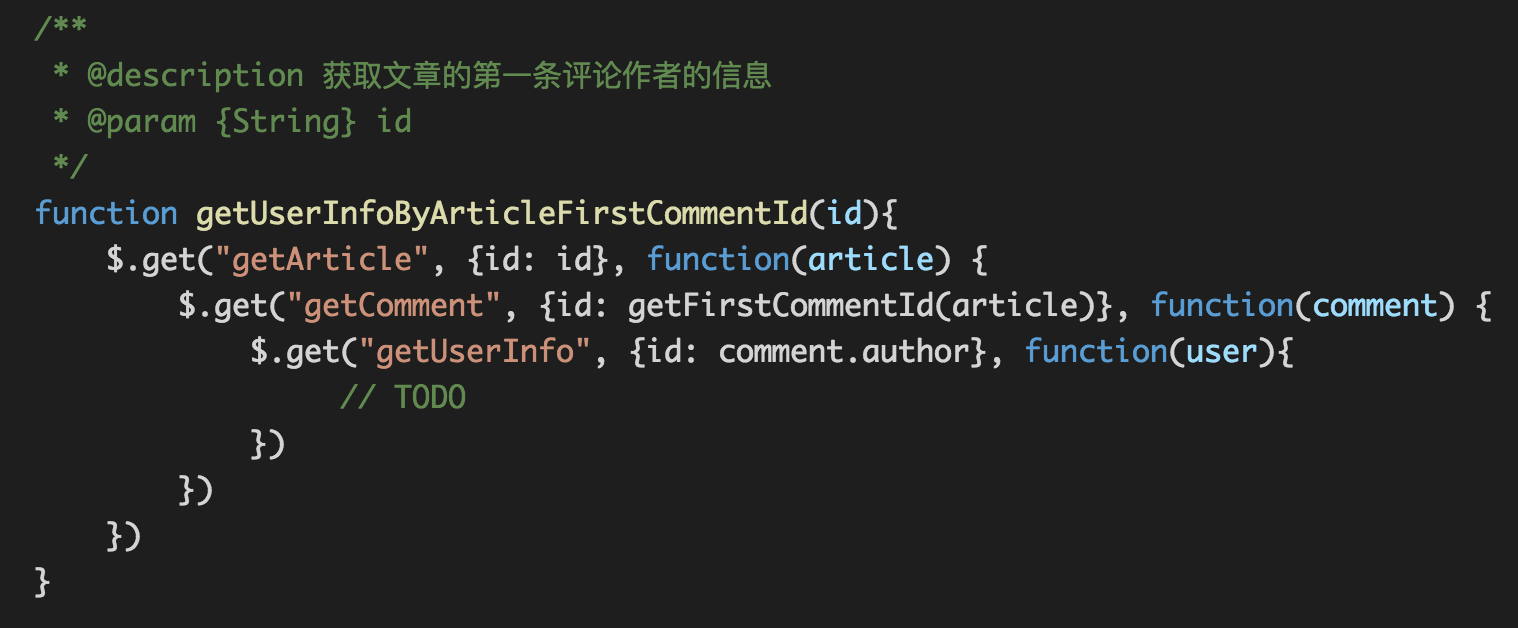 /**
 * @description 获取文章的第一条评论作者的信息
 * @param {String} id
 */
function getUserInfoByArticleFirstCommentId(id){
    $.get("getArticle", {id: id}, function(article) {
        $.get("getComment", {id: getFirstCommentId(article)}, function(comment) {
            $.get("getUserInfo", {id: comment.author}, function(user){
                 // TODO
            })
        })
    })
}